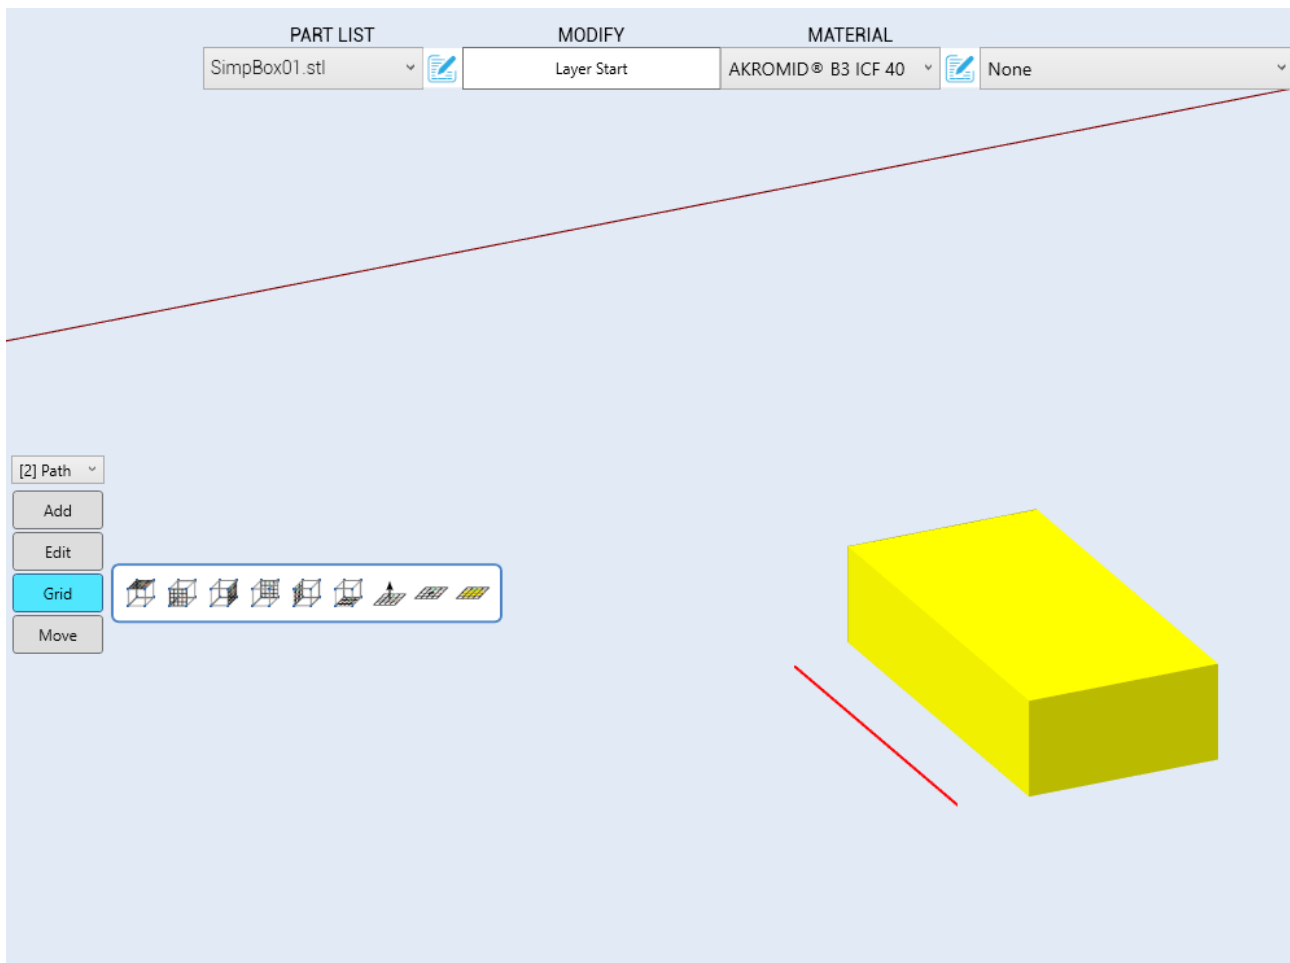 PART LIST MODIFY MATERIAL
SimpBox01.stl Layer Start AKROMID® B3 ICF 40 None
[2] Path
Add
Edit
Grid
Move